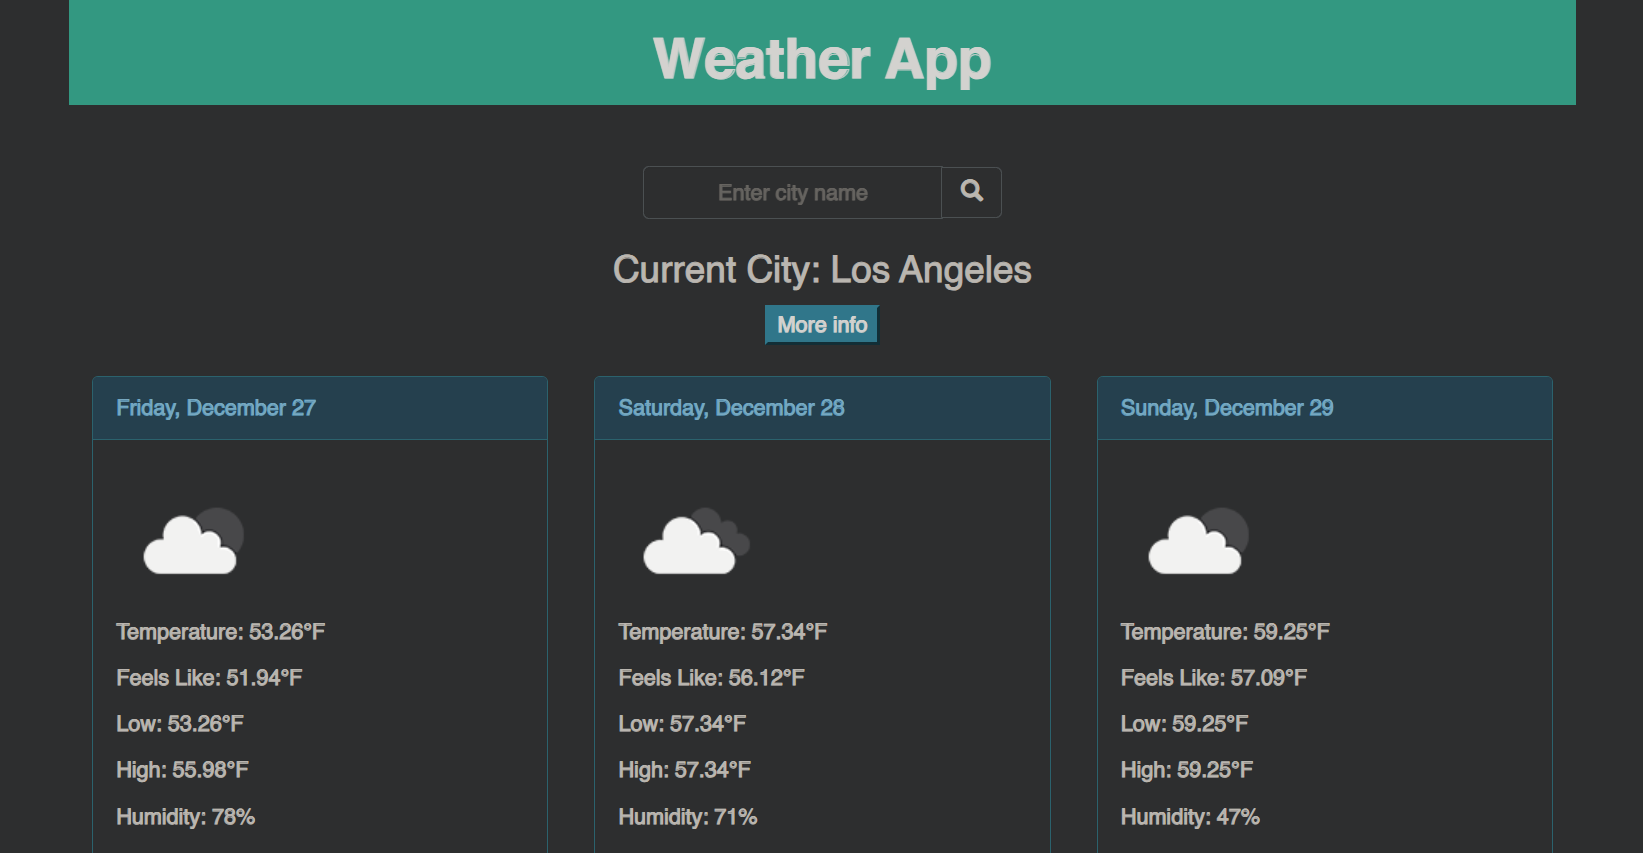 Weather App
Enter city name
Current City: Los Angeles
More info
Friday, December 27
Temperature: 53.26°F
Feels Like: 51.94°F
Low: 53.26°F
High: 55.98°F
Humidity: 78%
Saturday, December 28
Temperature: 57.34°F
Feels Like: 56.12°F
Low: 57.34°F
High: 57.34°F
Humidity: 71%
Sunday, December 29
Temperature: 59.25°F
Feels Like: 57.09°F
Low: 59.25°F
High: 59.25°F
Humidity: 47%